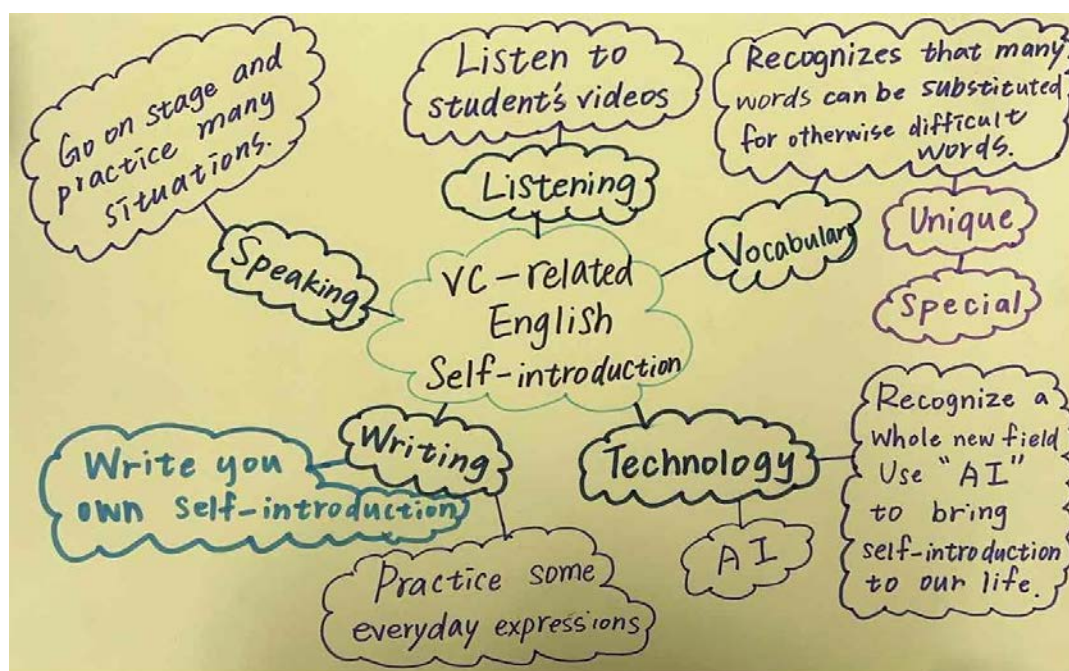 Go on stage and
practice many
situations.
Speaking
Listen to
student's videos
Listening
Recognizes that many
words can be substituted
for otherwise difficult
words.
Vocabulary
Unique
Special
VC-related
English
Self-introduction
Writing
Write you
own Self-introduction
Practice some
everyday expressions
Technology
AI
Recognize a
whole new field
Use "AI"
to bring
self-introduction
to our life.